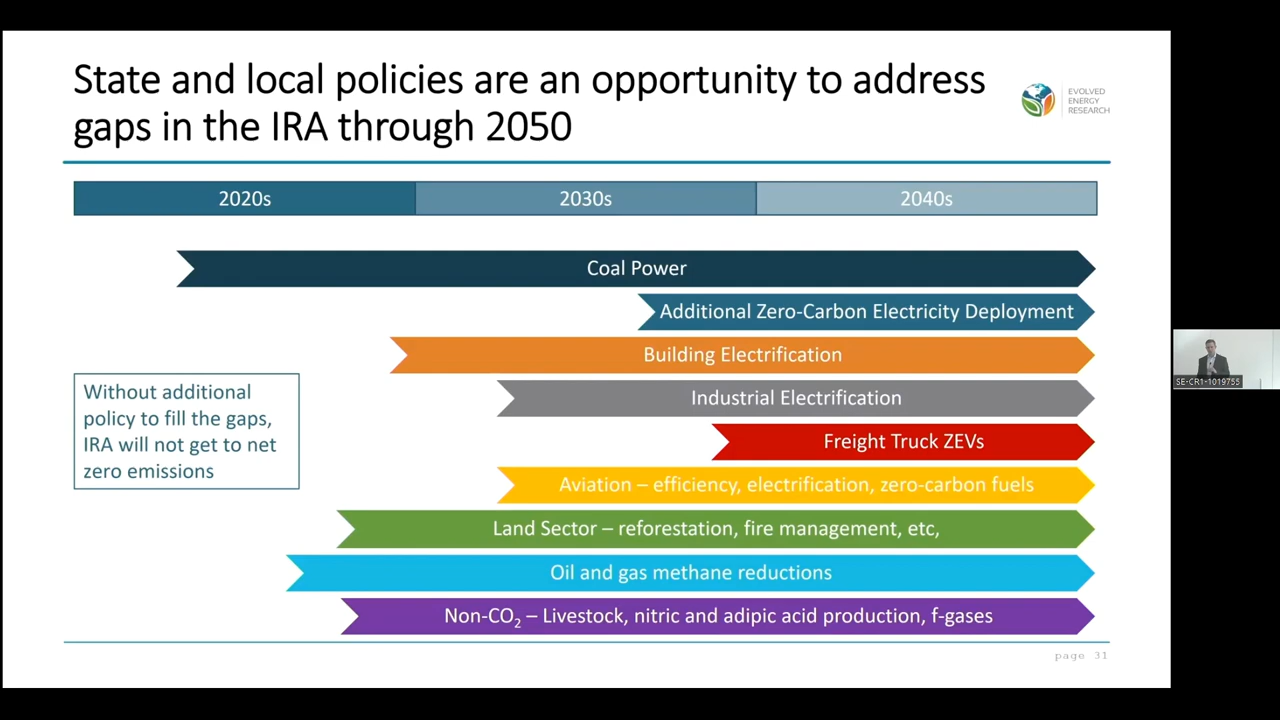 State and local policies are an opportunity to address
gaps in the IRA through 2050
EVOLVED
ENERGY
RESEARCH
2020s
2030s
2040s
Coal Power
Additional Zero-Carbon Electricity Deployment
Building Electrification
Without additional
policy to fill the gaps,
IRA will not get to net
zero emissions
Industrial Electrification
Freight Truck ZEVs
Aviation – efficiency, electrification, zero-carbon fuels
Land Sector – reforestation, fire management, etc,
Oil and gas methane reductions
Non-CO₂ – Livestock, nitric and adipic acid production, f-gases
page 31
SE-CR1-1019755